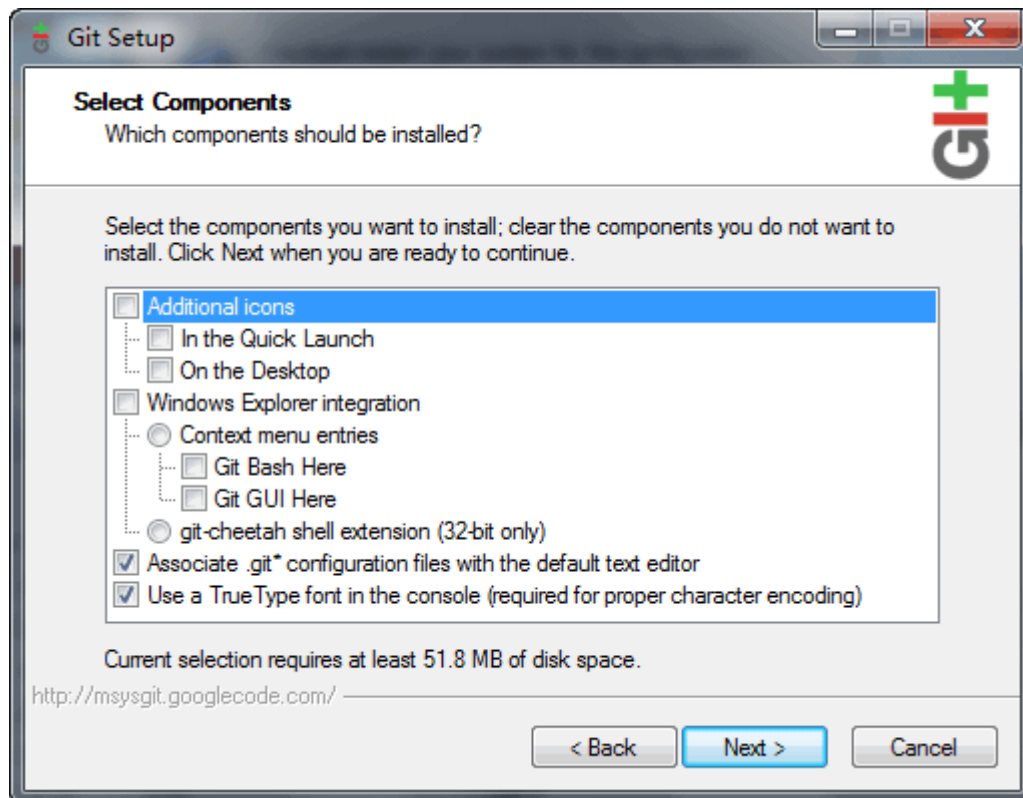 Git Setup
Select Components
Which components should be installed?
Select the components you want to install; clear the components you do not want to
install. Click Next when you are ready to continue.
Additional icons
In the Quick Launch
On the Desktop
Windows Explorer integration
Context menu entries
Git Bash Here
Git GUI Here
git-cheetah shell extension (32-bit only)
Associate .git* configuration files with the default text editor
Use a TrueType font in the console (required for proper character encoding)
Current selection requires at least 51.8 MB of disk space.
http://msysgit.googlecode.com/
< Back Next > Cancel